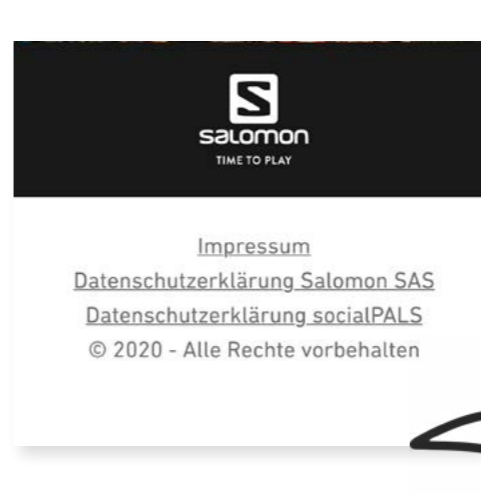 S
salomon
TIME TO PLAY
Impressum
Datenschutzerklärung Salomon SAS
Datenschutzerklärung socialPALS
© 2020 - Alle Rechte vorbehalten